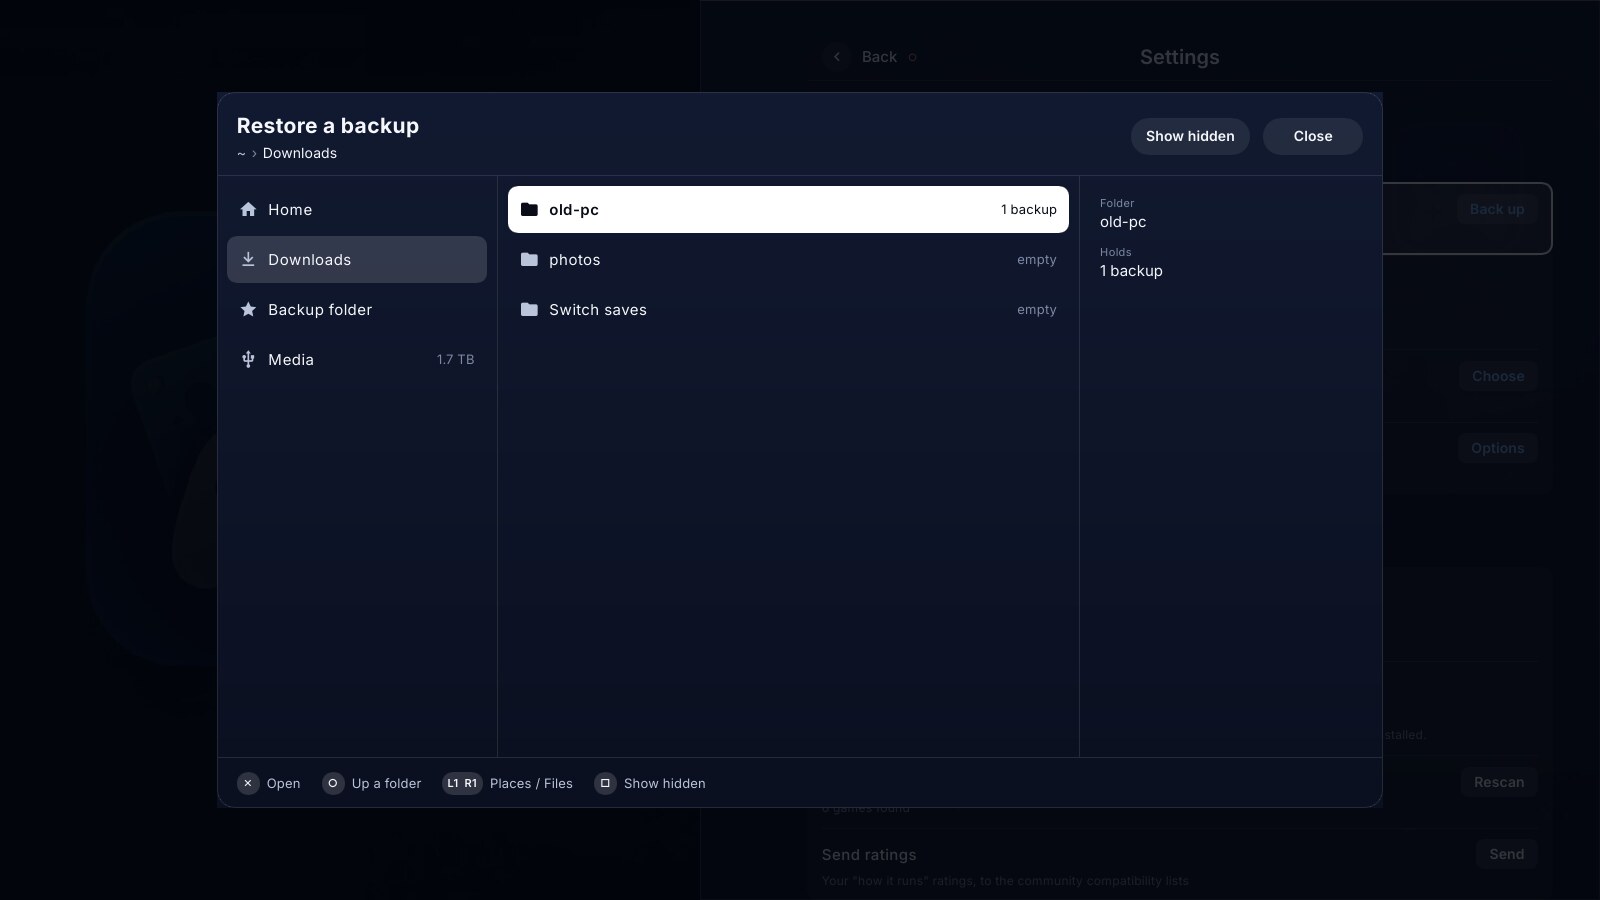 Back
Settings
Restore a backup
~ › Downloads
Show hidden
Close
Home
Downloads
Backup folder
Media 1.7 TB
old-pc 1 backup
photos empty
Switch saves empty
Folder
old-pc
Holds
1 backup
Back up
Choose
Options
stalled.
Rescan
0 games found
Send ratings
Send
Your "how it runs" ratings, to the community compatibility lists
Open
Up a folder
L1 R1 Places / Files
Show hidden